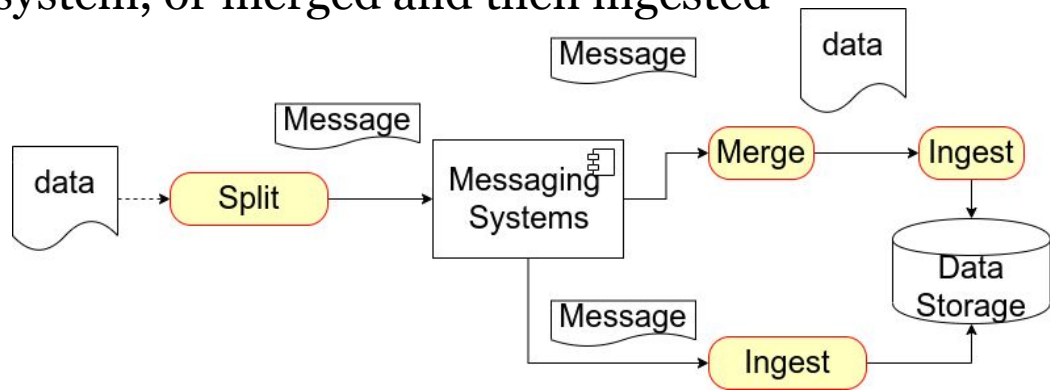 system, or merged and then ingested
Message
data
Message
data
Split
Messaging
Systems
Merge
Ingest
Data
Storage
Message
Ingest